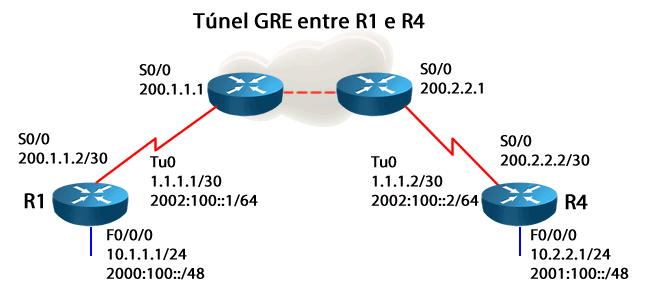 Túnel GRE entre R1 e R4
S0/0
200.1.1.1
S0/0
200.2.2.1
S0/0
200.1.1.2/30
Tu0
1.1.1.1/30
2002:100::1/64
Tu0
1.1.1.2/30
2002:100::2/64
S0/0
200.2.2.2/30
R1
R4
F0/0/0
10.1.1.1/24
2000:100::/48
F0/0/0
10.2.2.1/24
2001:100::/48